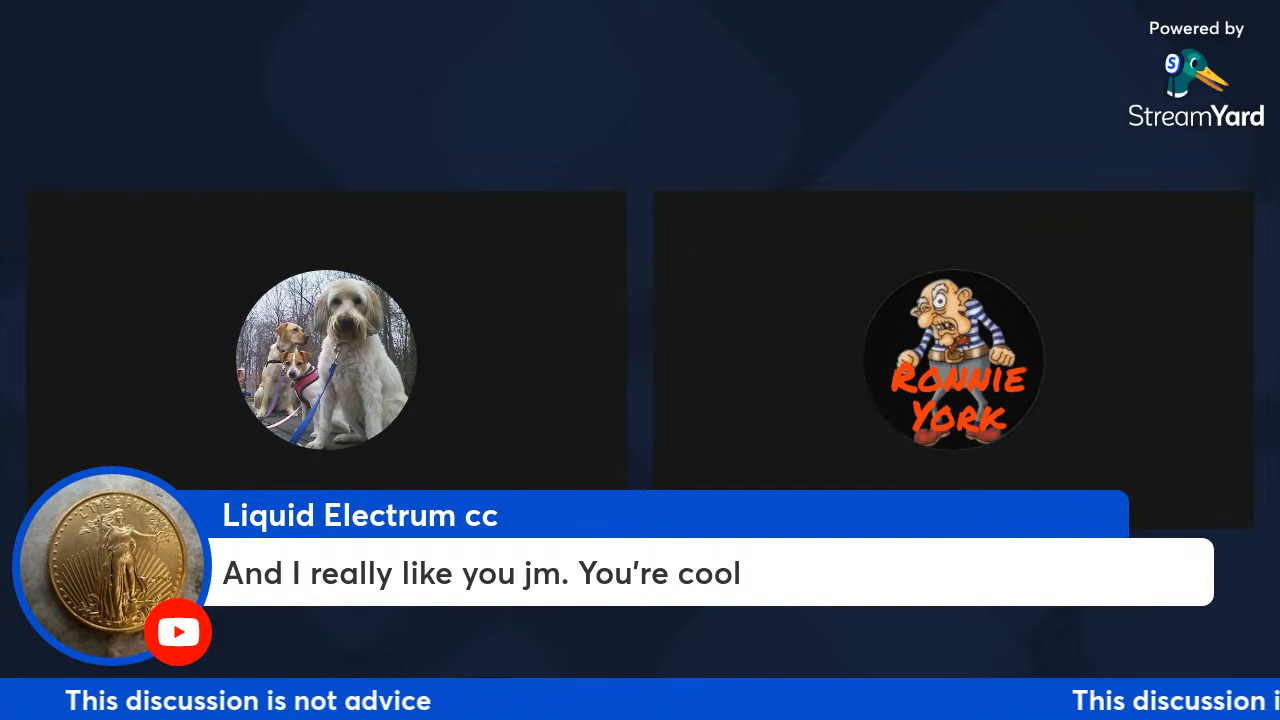 Powered by
S
StreamYard
RONNIE
YORK
LIBERTY
Liquid Electrum cc
And I really like you jm. You're cool
This discussion is not advice
This discussion i